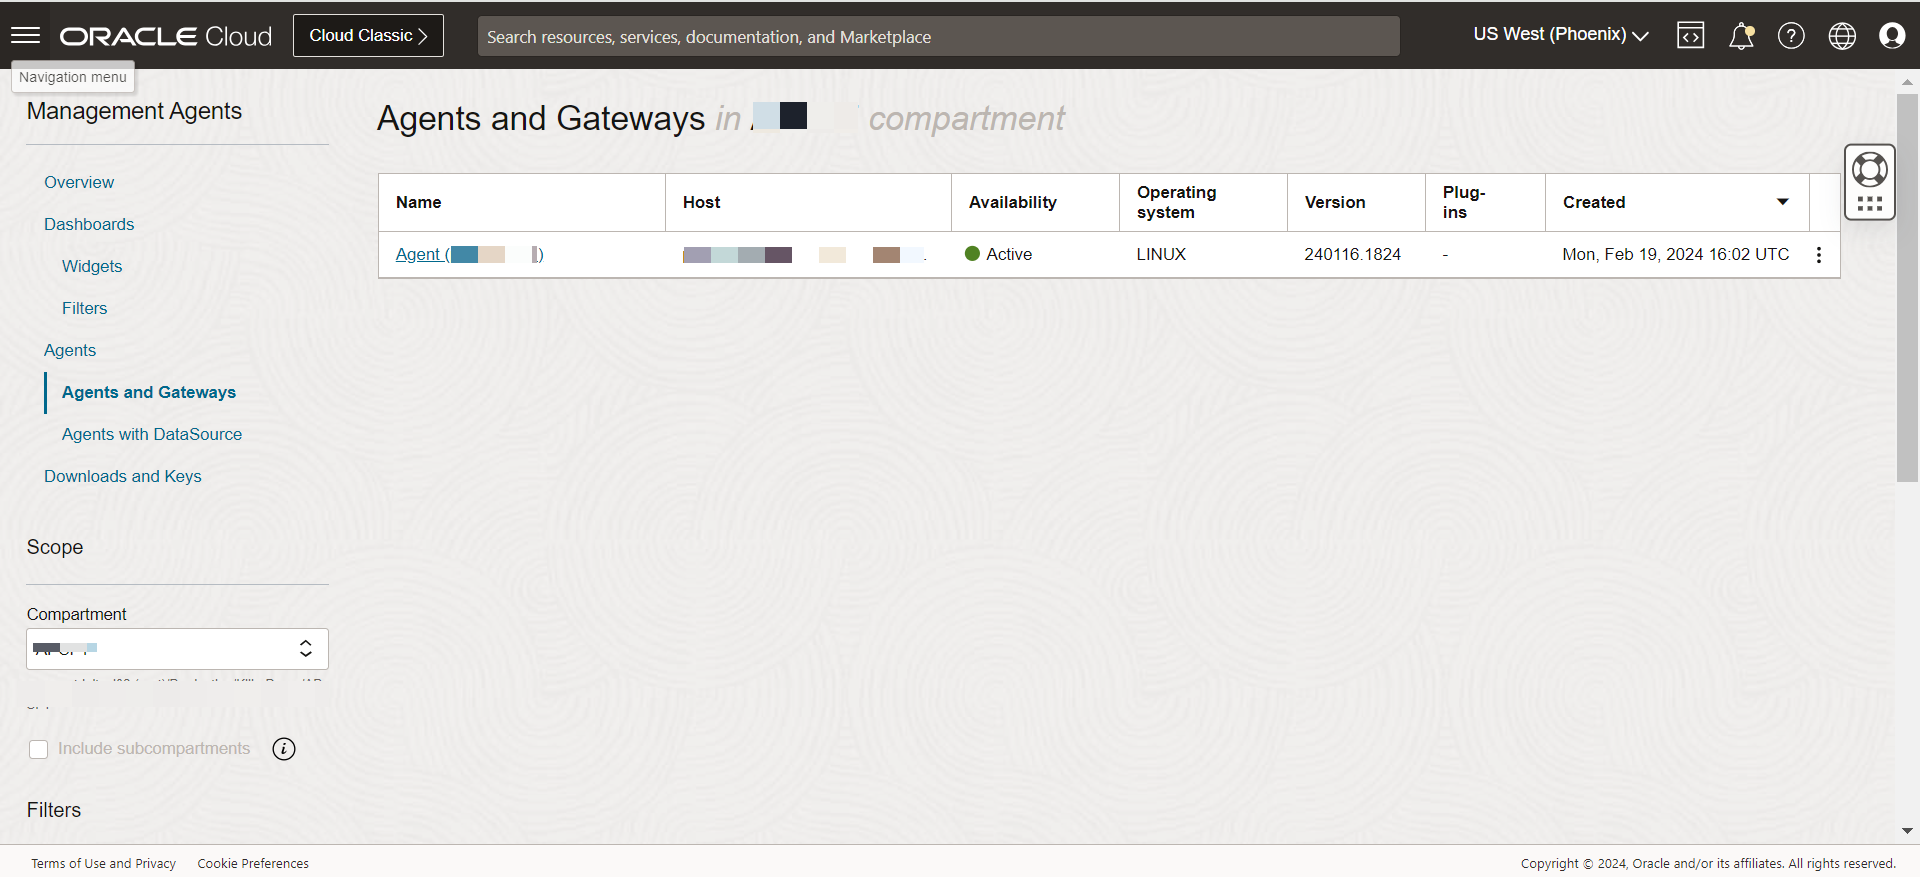 ORACLE Cloud
Cloud Classic
Search resources, services, documentation, and Marketplace
US West (Phoenix)
Navigation menu
Management Agents
Overview
Dashboards
Widgets
Filters
Agents
Agents and Gateways
Agents with DataSource
Downloads and Keys
Scope
Compartment
Include subcompartments
Filters
Agents and Gateways in compartment
Name Host Availability Operating system Version Plug-ins Created
Agent ( ) Active LINUX 240116.1824 - Mon, Feb 19, 2024 16:02 UTC
Terms of Use and Privacy Cookie Preferences
Copyright © 2024, Oracle and/or its affiliates. All rights reserved.